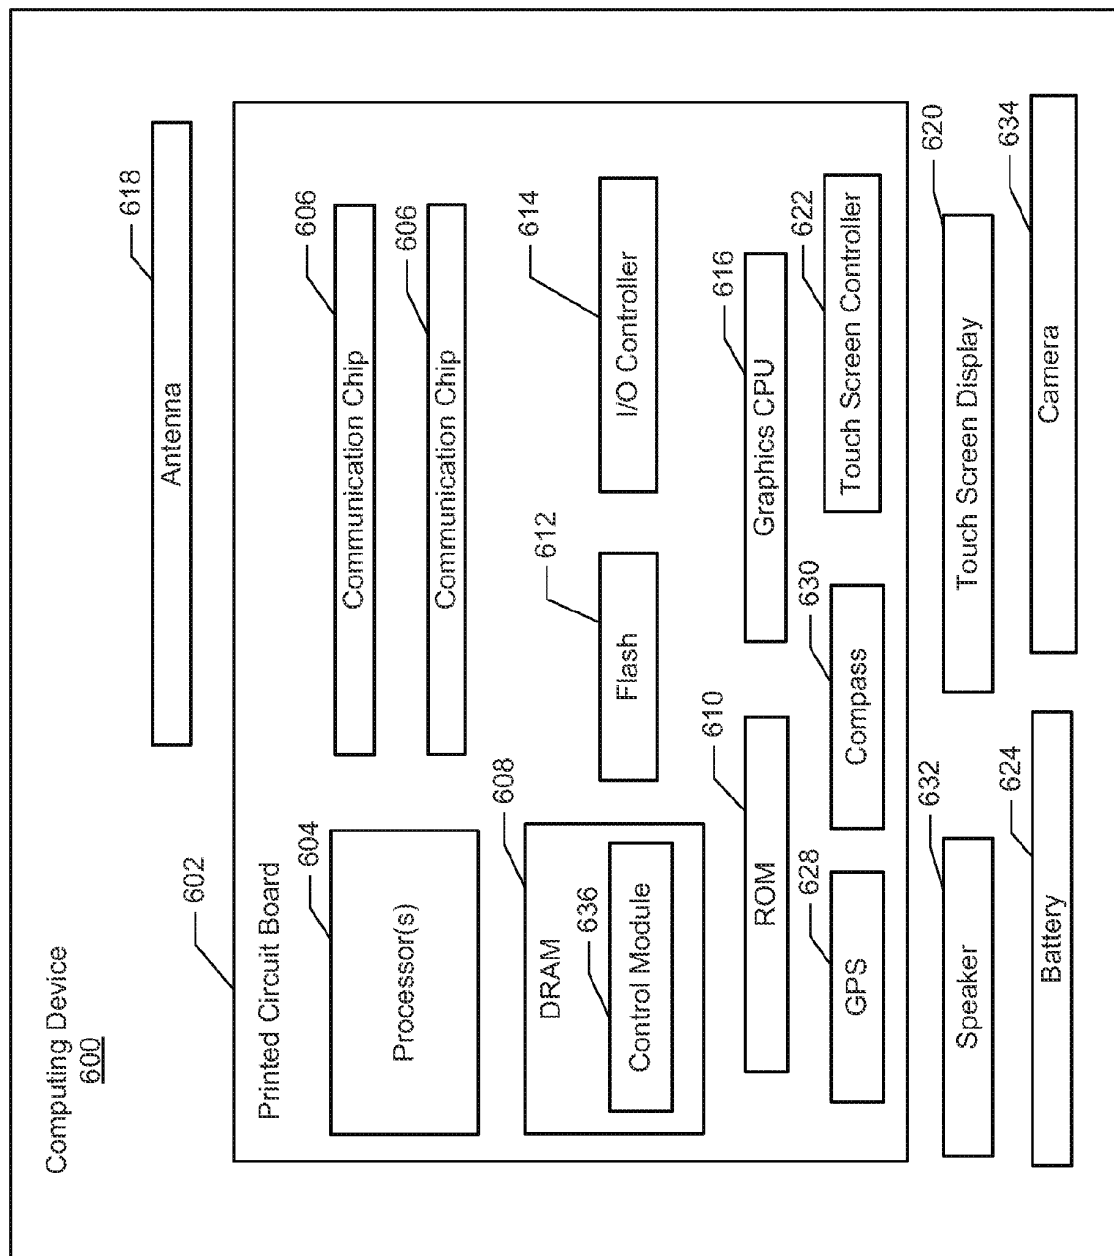 Computing Device
600
602
618
Antenna
Printed Circuit Board
604
Processor(s)
606
Communication Chip
606
Communication Chip
608
DRAM
636
Control Module
612
Flash
614
I/O Controller
610
ROM
616
Graphics CPU
628
GPS
630
Compass
622
Touch Screen Controller
632
Speaker
620
Touch Screen Display
624
Battery
634
Camera